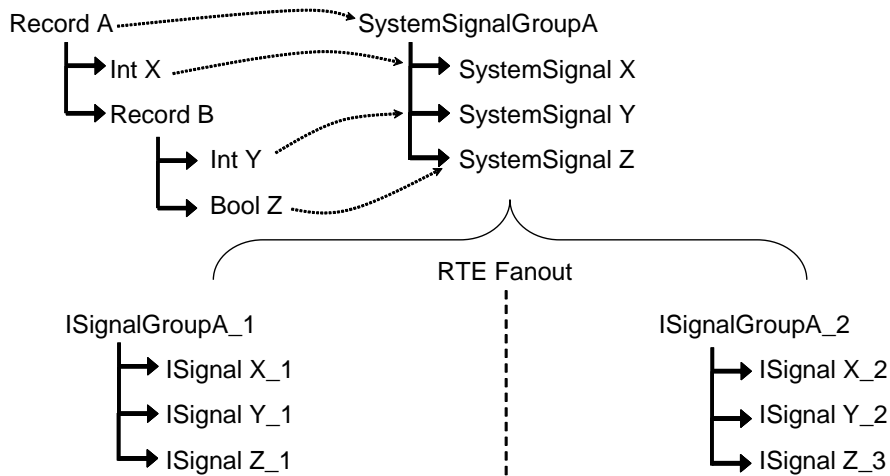 Record A
Int X
Record B
Int Y
Bool Z
SystemSignalGroupA
SystemSignal X
SystemSignal Y
SystemSignal Z
RTE Fanout
ISignalGroupA_1
ISignal X_1
ISignal Y_1
ISignal Z_1
ISignalGroupA_2
ISignal X_2
ISignal Y_2
ISignal Z_3